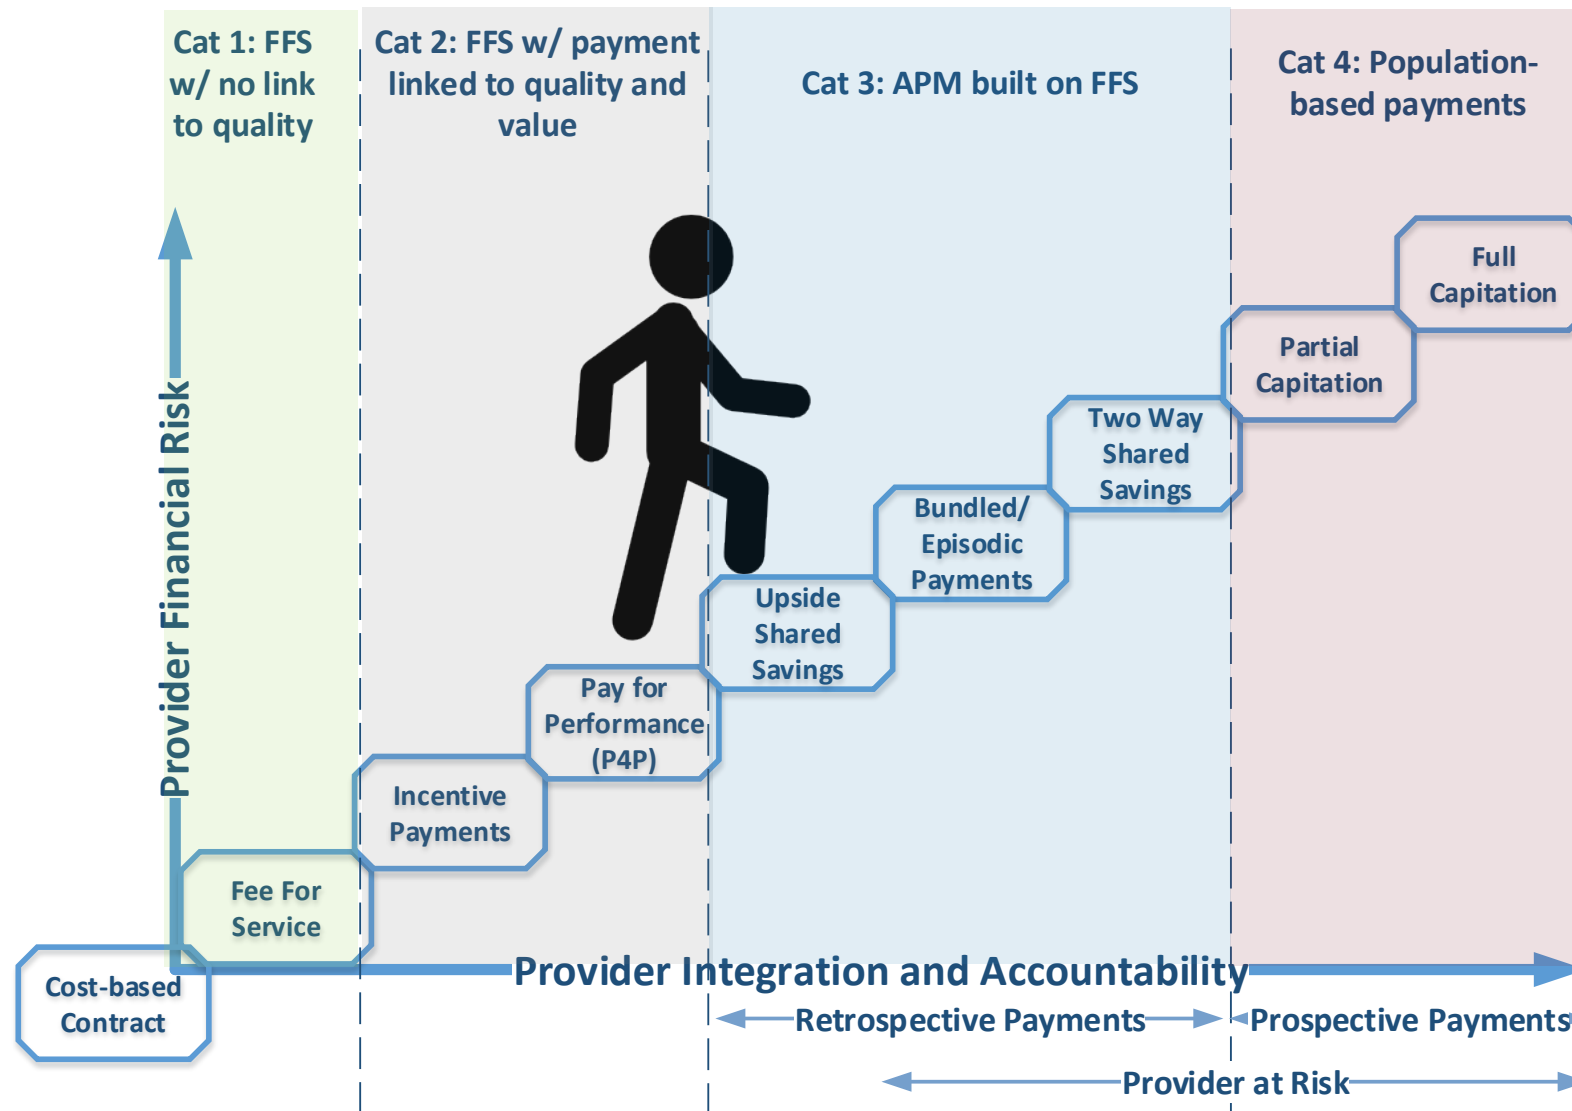 Cat 1: FFS
w/ no link
to quality
Cat 2: FFS w/ payment
linked to quality and
value
Cat 3: APM built on FFS
Cat 4: Population-
based payments
Provider Financial Risk
Full
Capitation
Partial
Capitation
Two Way
Shared
Savings
Bundled/
Episodic
Payments
Upside
Shared
Savings
Pay for
Performance
(P4P)
Incentive
Payments
Fee For
Service
Cost-based
Contract
Provider Integration and Accountability
Retrospective Payments
Prospective Payments
Provider at Risk